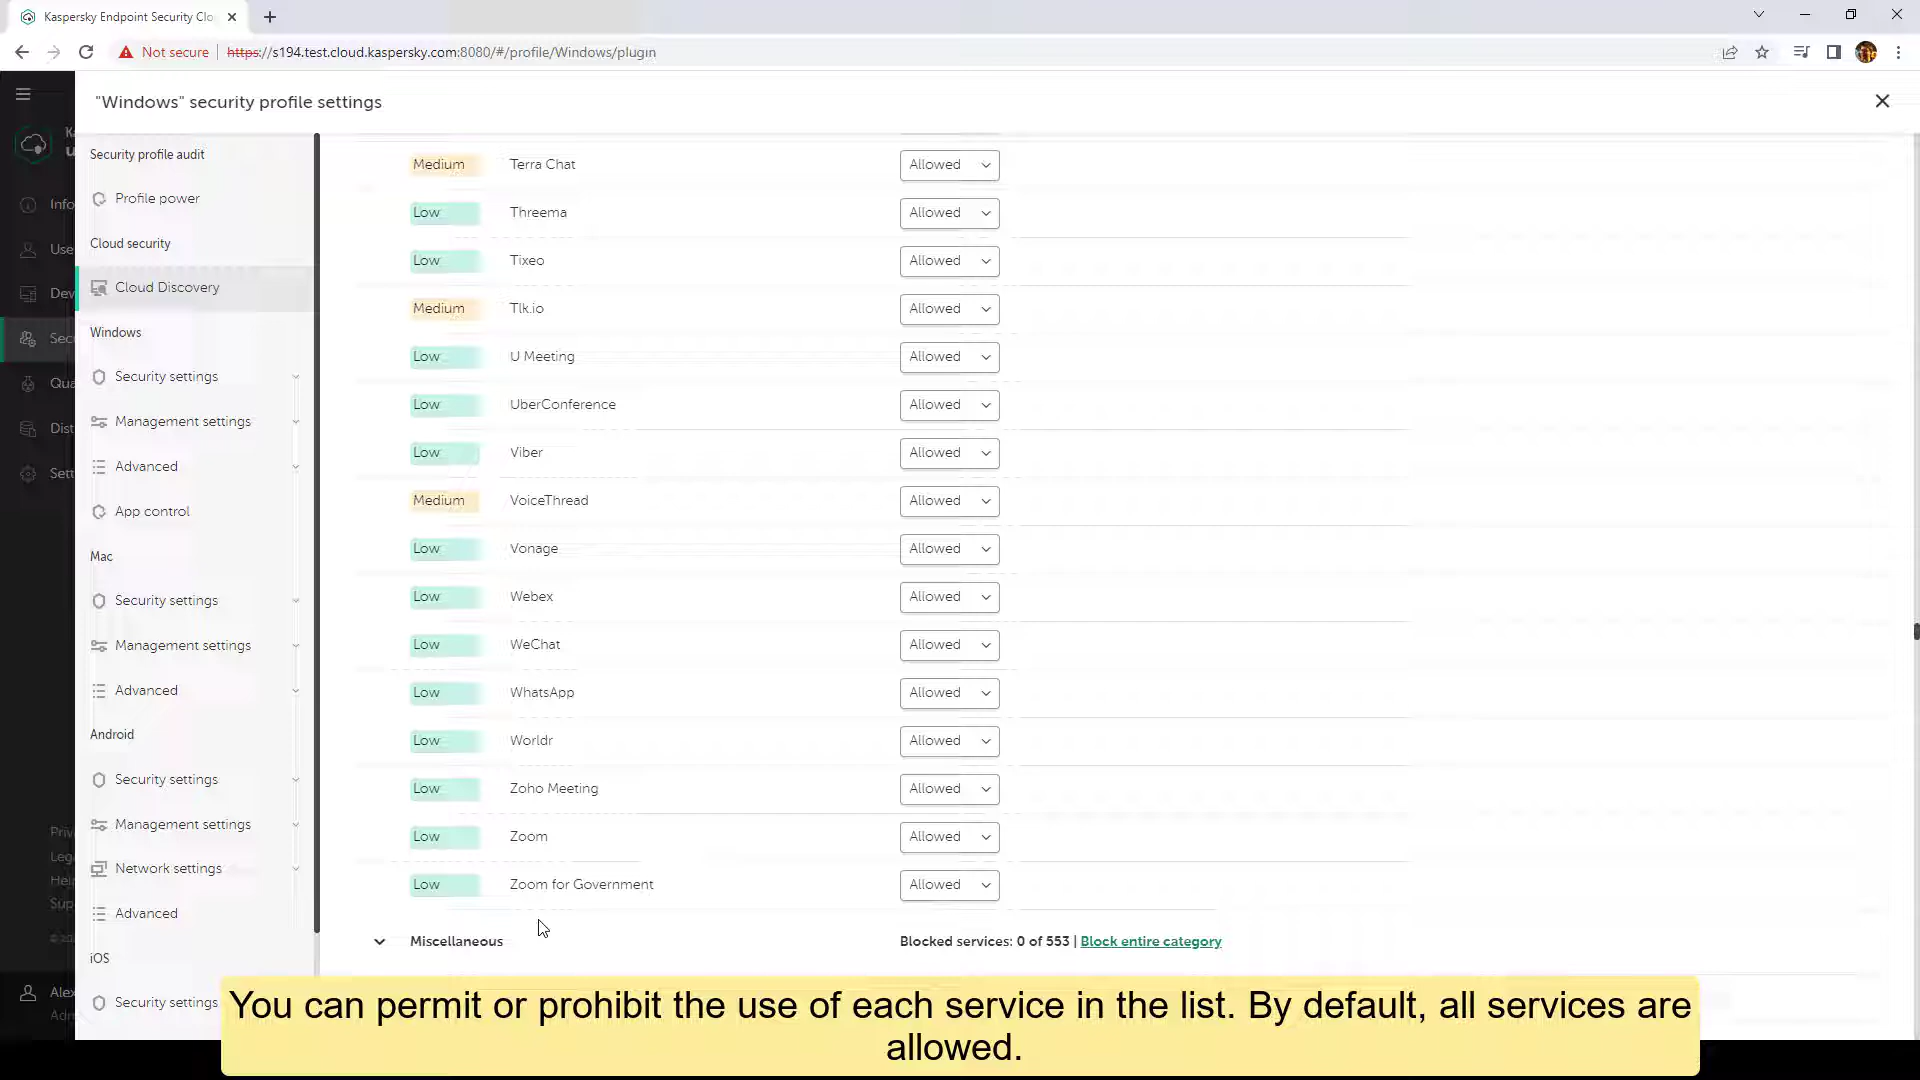 Kaspersky Endpoint Security Clo
Not secure
https://s194.test.cloud.kaspersky.com:8080/#/profile/Windows/plugin
"Windows" security profile settings
Security profile audit
Profile power
Cloud security
Cloud Discovery
Windows
Security settings
Management settings
Advanced
App control
Mac
Security settings
Management settings
Advanced
Android
Security settings
Management settings
Network settings
Advanced
iOS
Security settings
Medium Terra Chat Allowed
Low Threema Allowed
Low Tixeo Allowed
Medium Tlk.io Allowed
Low U Meeting Allowed
Low UberConference Allowed
Low Viber Allowed
Medium VoiceThread Allowed
Low Vonage Allowed
Low Webex Allowed
Low WeChat Allowed
Low WhatsApp Allowed
Low Worldr Allowed
Low Zoho Meeting Allowed
Low Zoom Allowed
Low Zoom for Government Allowed
Miscellaneous Blocked services: 0 of 553 | Block entire category
You can permit or prohibit the use of each service in the list. By default, all services are
allowed.